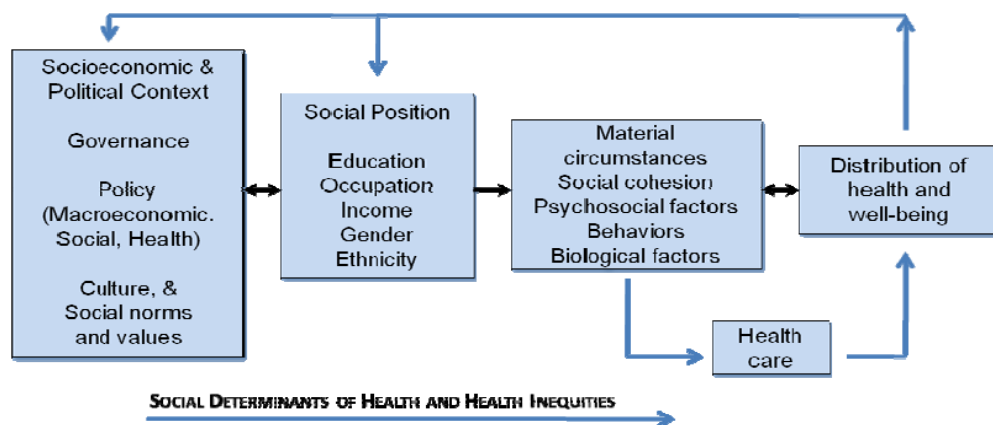 Socioeconomic &
Political Context
Governance
Policy
(Macroeconomic.
Social, Health)
Culture, &
Social norms
and values
Social Position
Education
Occupation
Income
Gender
Ethnicity
Material
circumstances
Social cohesion
Psychosocial factors
Behaviors
Biological factors
Distribution of
health and
well-being
Health
care
SOCIAL DETERMINANTS OF HEALTH AND HEALTH INEQUITIES